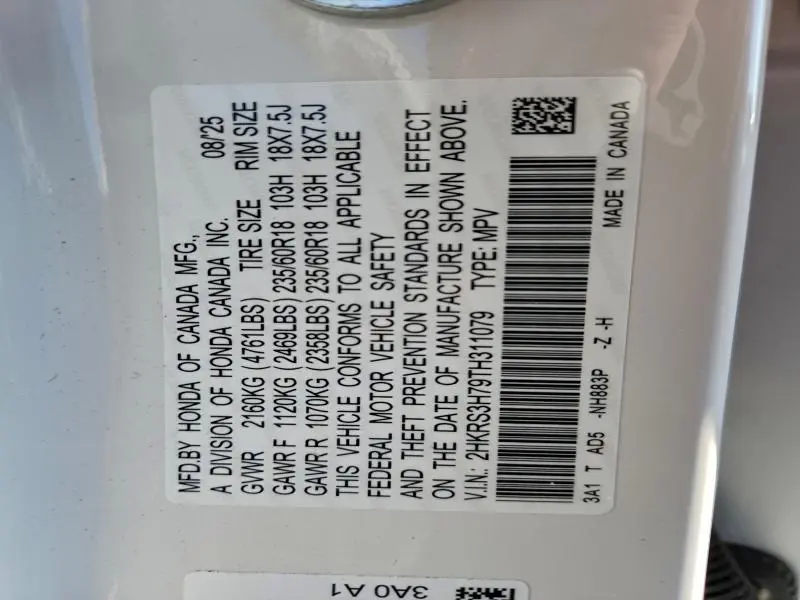 MFD.BY HONDA OF CANADA MFG., 08/25
A DIVISION OF HONDA CANADA INC.
GVWR 2160KG (4761LBS) TIRE SIZE RIM SIZE
GAWR F 1120KG (2469LBS) 235/60R18 103H 18X7.5J
GAWR R 1070KG (2358LBS) 235/60R18 103H 18X7.5J
THIS VEHICLE CONFORMS TO ALL APPLICABLE
FEDERAL MOTOR VEHICLE SAFETY
AND THEFT PREVENTION STANDARDS IN EFFECT
ON THE DATE OF MANUFACTURE SHOWN ABOVE.
V.I.N.: 2HKRS3H79TH311079 TYPE: MPV
3A1 T AD5 -NH883P -Z -H MADE IN CANADA
3A0 A1